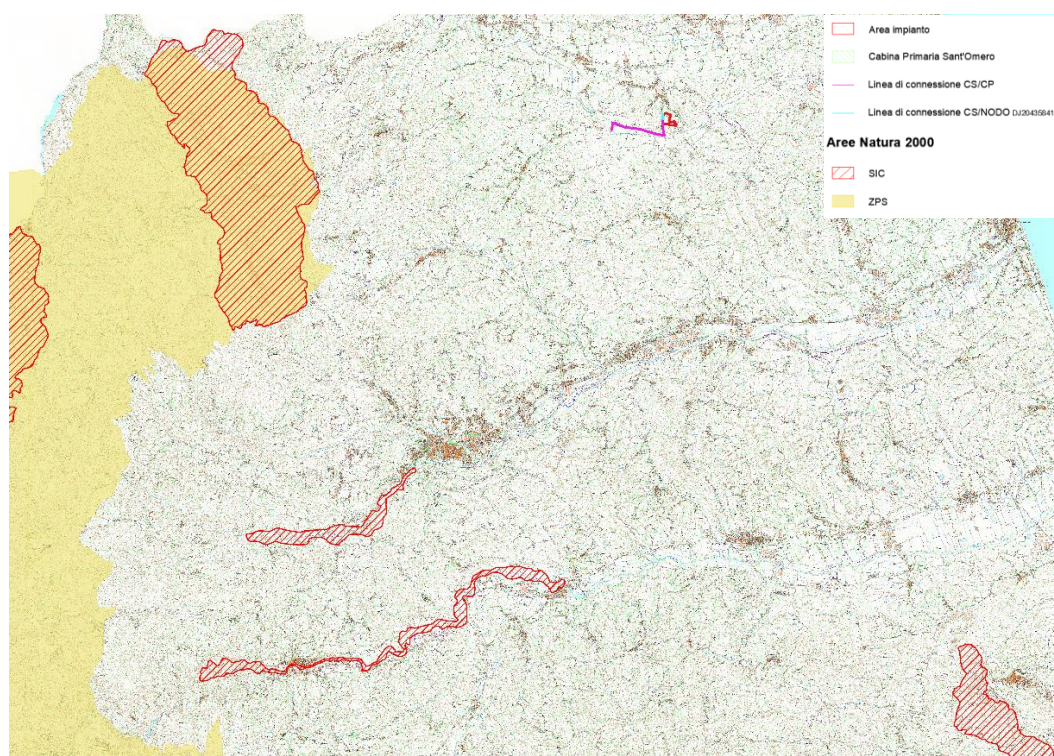 Area impianto
Cabina Primaria Sant'Omero
Linea di connessione CS/CP
Linea di connessione CS/NODO DJ20435641
Aree Natura 2000
SIC
ZPS